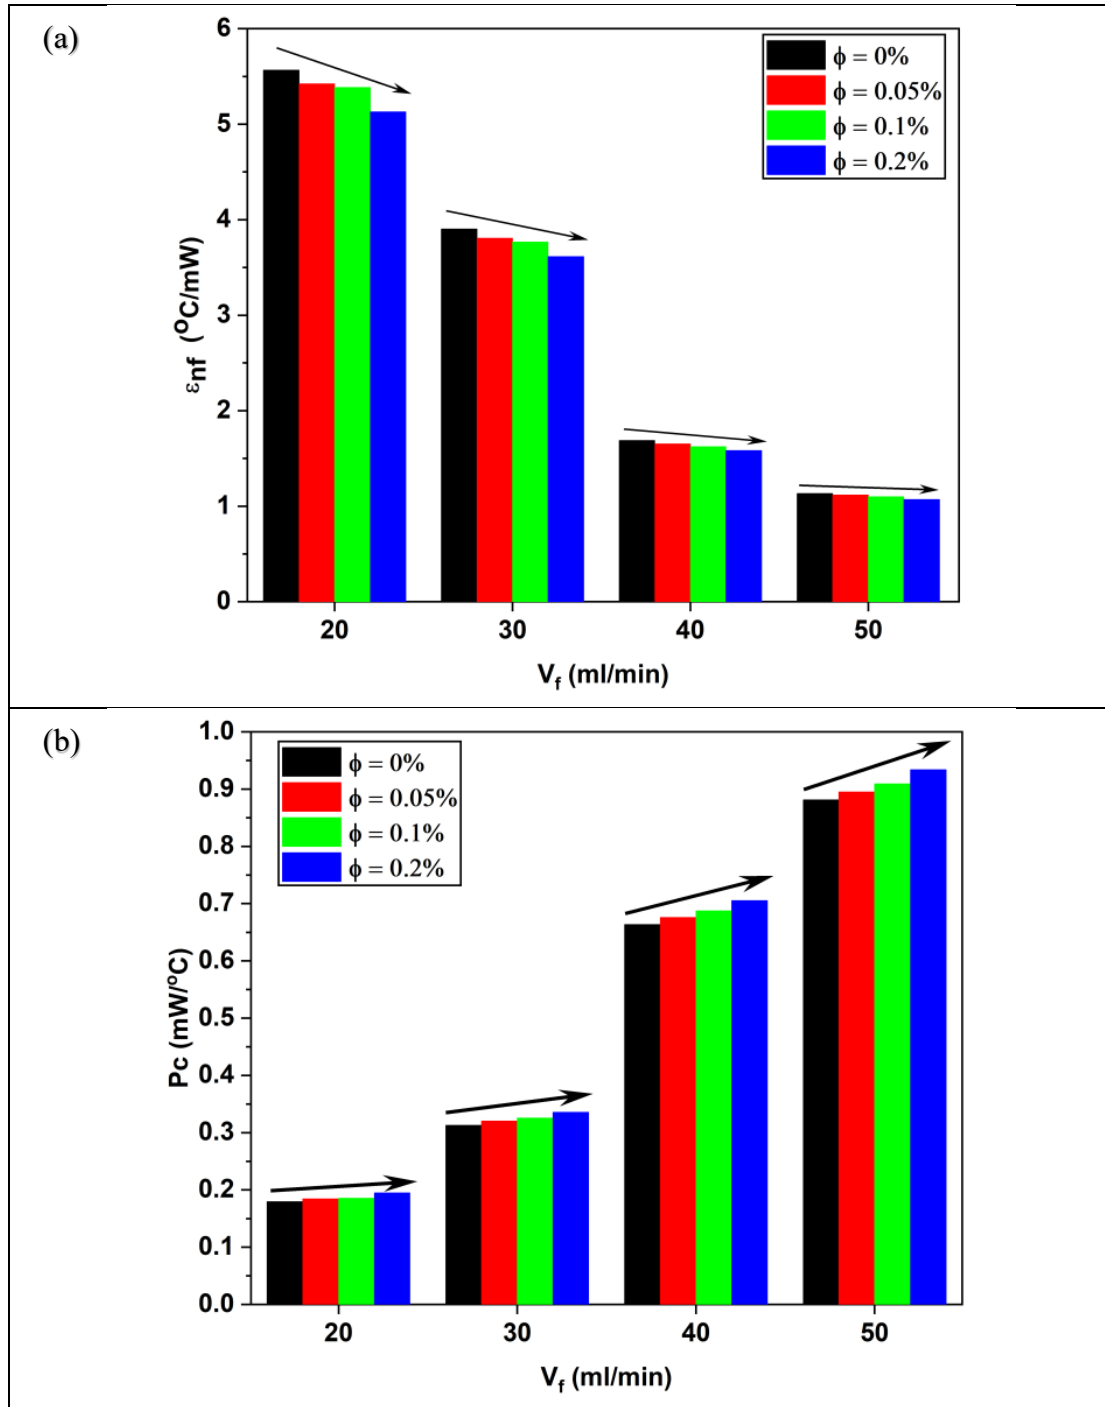 (a)
6
5
4
3
2
1
0
εnf (°C/mW)
ϕ = 0%
ϕ = 0.05%
ϕ = 0.1%
ϕ = 0.2%
20 30 40 50
Vf (ml/min)
(b)
1.0
0.9
0.8
0.7
0.6
0.5
0.4
0.3
0.2
0.1
0.0
Pc (mW/°C)
ϕ = 0%
ϕ = 0.05%
ϕ = 0.1%
ϕ = 0.2%
20 30 40 50
Vf (ml/min)